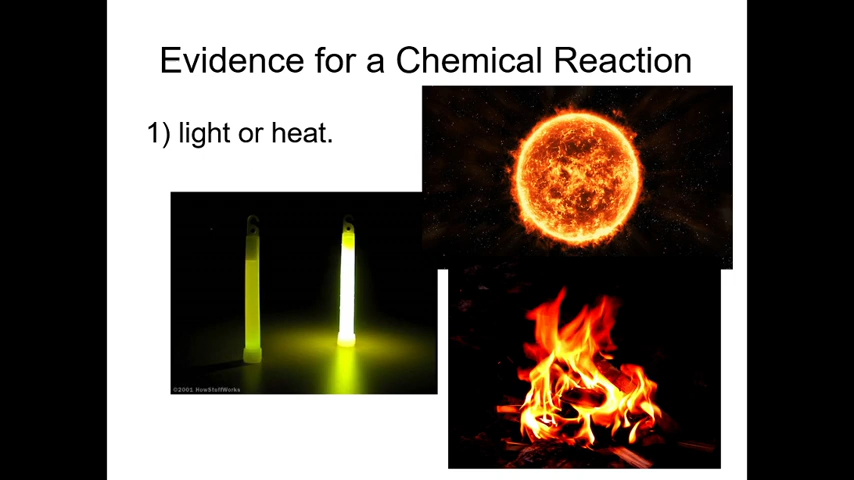 Evidence for a Chemical Reaction
1) light or heat.
©2001 HowStuffWorks